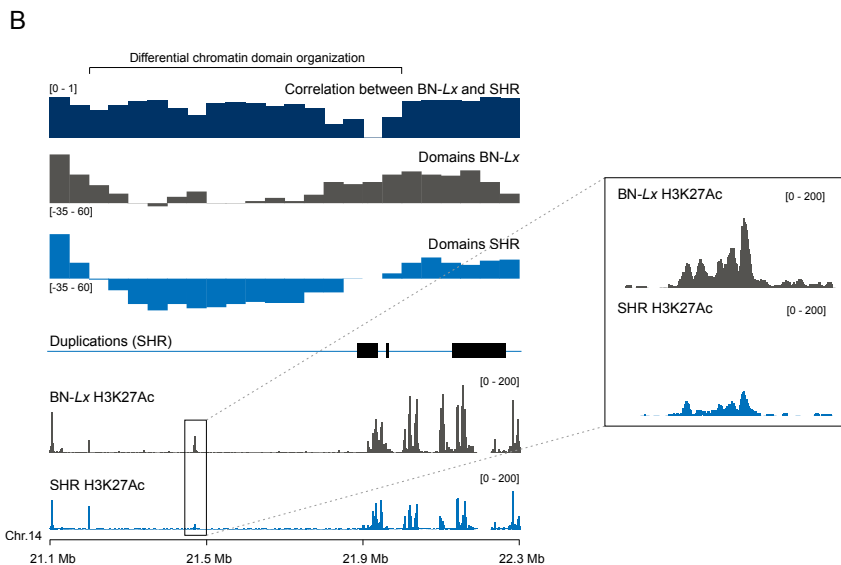 B
Differential chromatin domain organization
[0 - 1]
Correlation between BN-Lx and SHR
Domains BN-Lx
[-35 - 60]
Domains SHR
[-35 - 60]
Duplications (SHR)
BN-Lx H3K27Ac
[0 - 200]
SHR H3K27Ac
[0 - 200]
Chr.14
21.1 Mb
21.5 Mb
21.9 Mb
22.3 Mb
BN-Lx H3K27Ac
[0 - 200]
SHR H3K27Ac
[0 - 200]